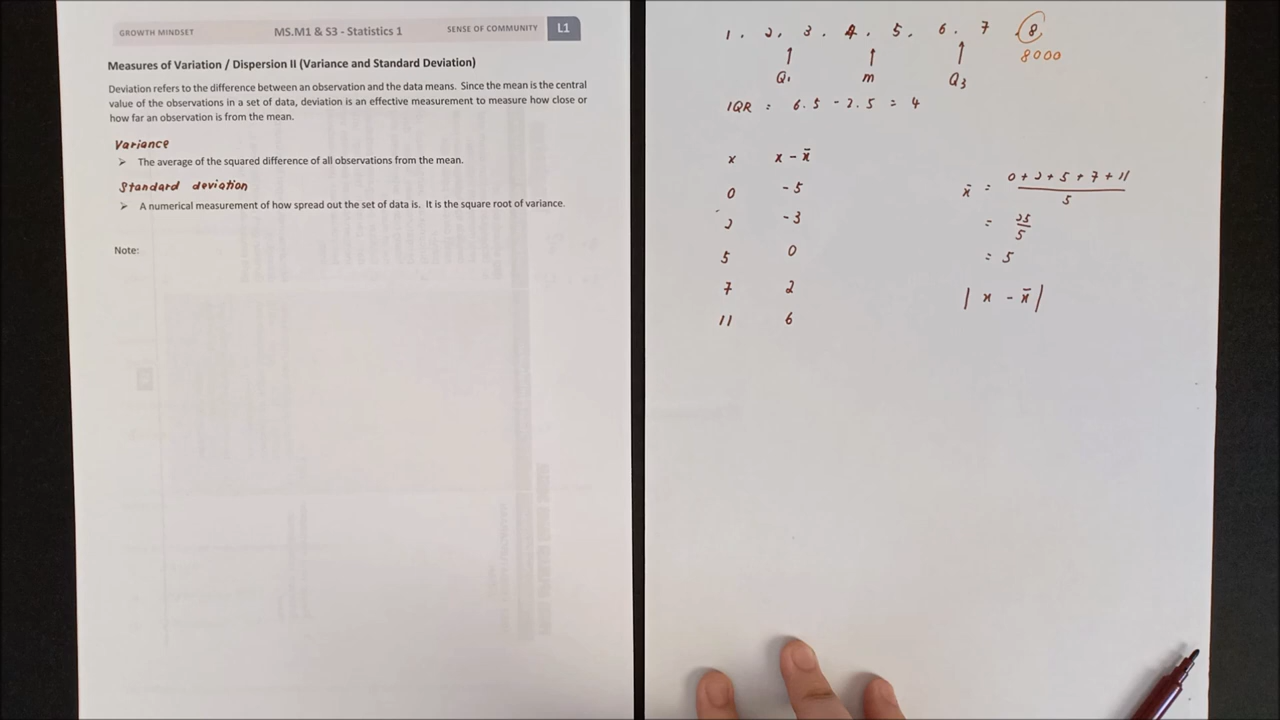 GROWTH MINDSET MS.M1 & S3 - Statistics 1 SENSE OF COMMUNITY L1
Measures of Variation / Dispersion II (Variance and Standard Deviation)
Deviation refers to the difference between an observation and the data means. Since the mean is the central
value of the observations in a set of data, deviation is an effective measurement to measure how close or
how far an observation is from the mean.
Variance
➢ The average of the squared difference of all observations from the mean.
Standard deviation
➢ A numerical measurement of how spread out the set of data is. It is the square root of variance.
Note:
1. 2. 3. 4. 5. 6. 7 8
8000
↑ ↑ ↑
Q₁ m Q₃
IQR = 6.5 - 2.5 = 4
x x - x̄
0 -5
2 -3
5 0
7 2
11 6
x̄ = (0 + 2 + 5 + 7 + 11)/5
= 25/5
= 5
| x - x̄ |